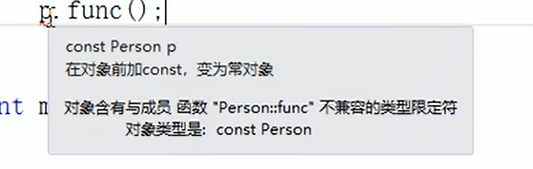 p.func();
const Person p
在对象前加const，变为常对象
nt m
对象含有与成员 函数 "Person::func" 不兼容的类型限定符
对象类型是: const Person